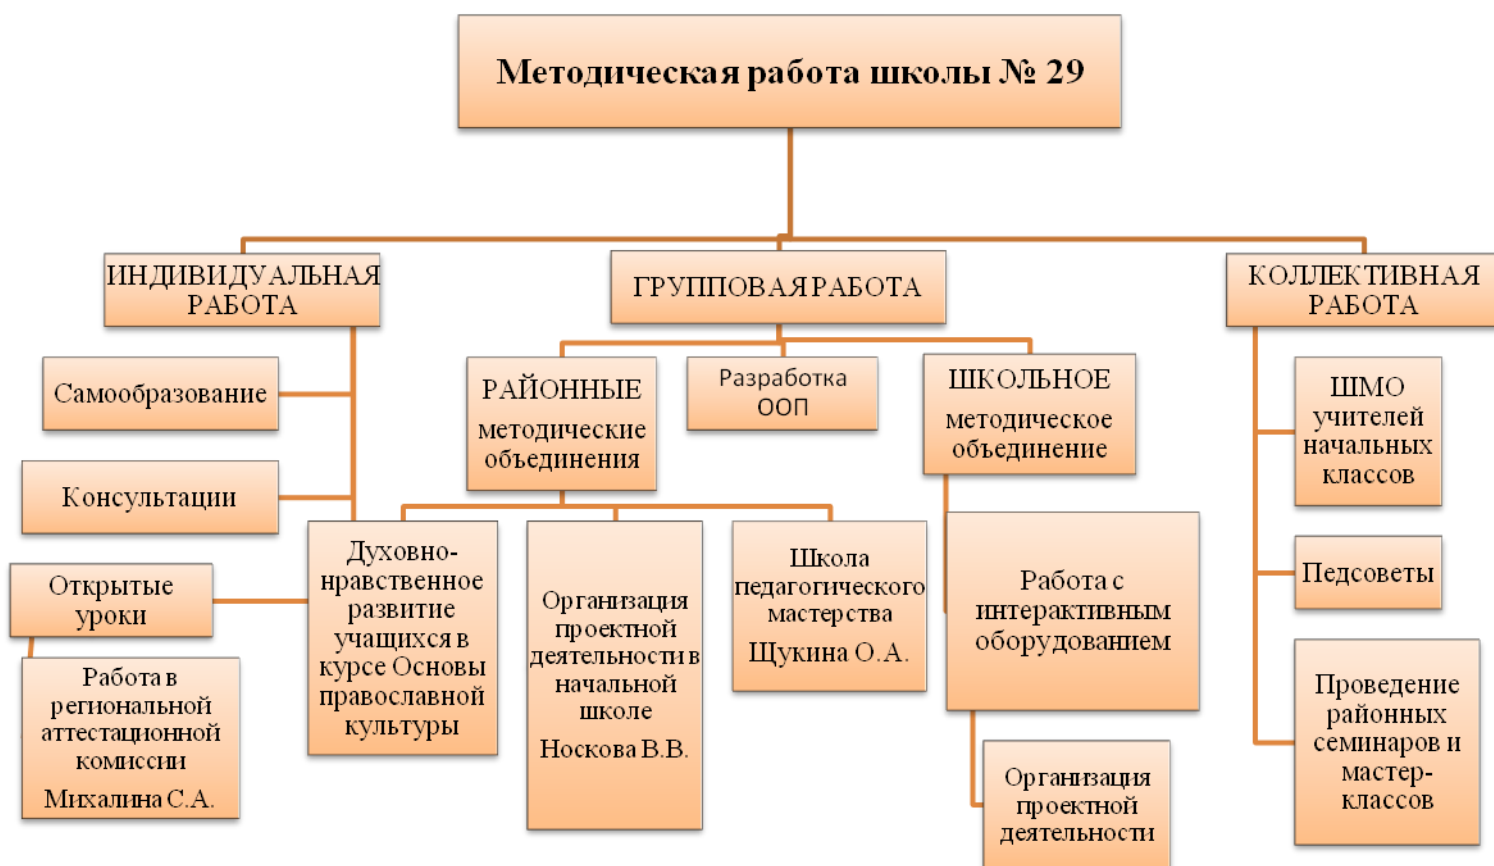 Методическая работа школы № 29
ИНДИВИДУАЛЬНАЯ
РАБОТА
ГРУППОВАЯ РАБОТА
КОЛЛЕКТИВНАЯ
РАБОТА
Самообразование
Консультации
Открытые
уроки
Работа в
региональной
аттестационной
комиссии
Михалина С.А.
РАЙОННЫЕ
методические
объединения
Разработка
ООП
ШКОЛЬНОЕ
методическое
объединение
Духовно-
нравственное
развитие
учащихся в
курсе Основы
православной
культуры
Организация
проектной
деятельности в
начальной
школе
Носкова В.В.
Школа
педагогического
мастерства
Щукина О.А.
Работа с
интерактивным
оборудованием
Организация
проектной
деятельности
ШМО
учителей
начальных
классов
Педсоветы
Проведение
районных
семинаров и
мастер-
классов